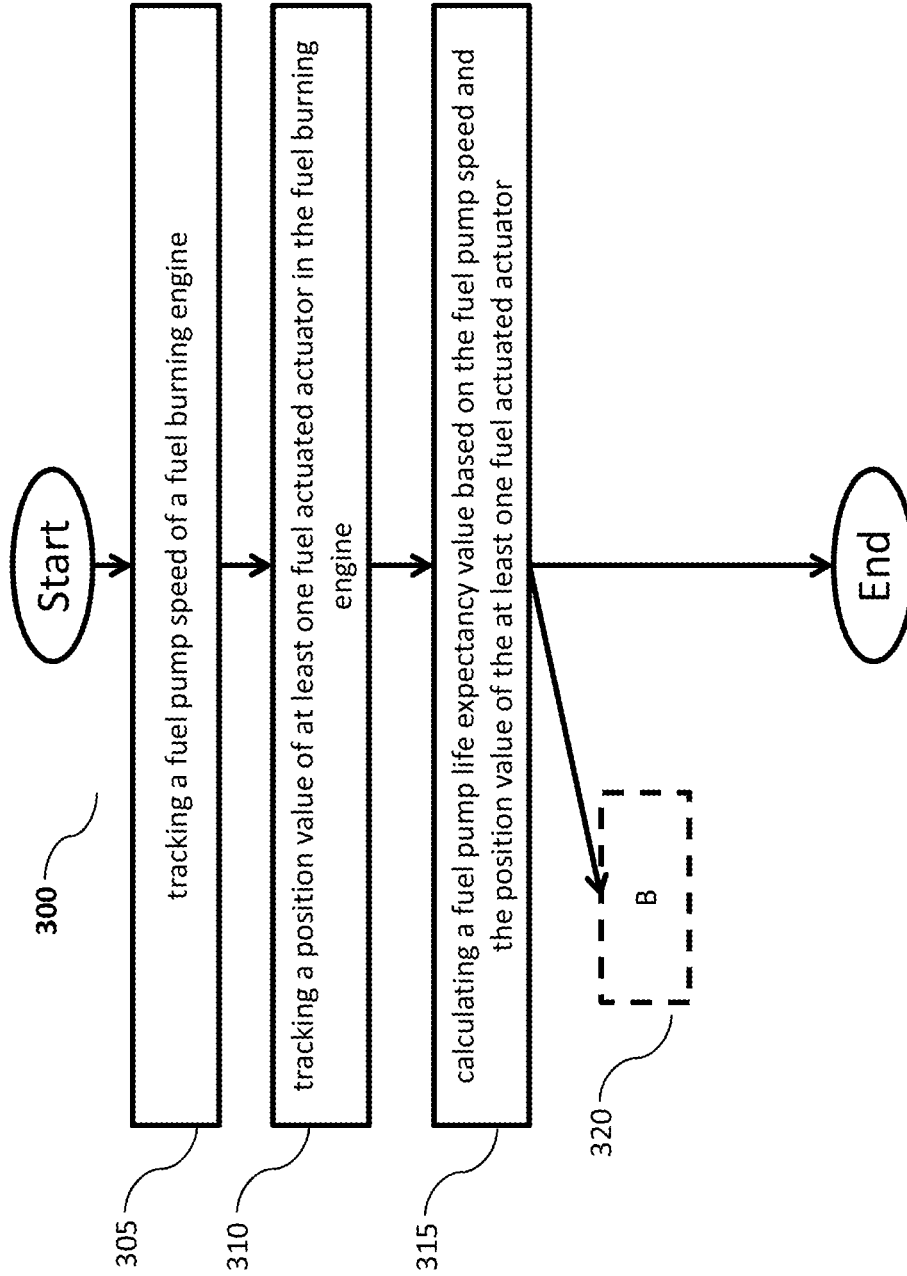 Start
300
305
tracking a fuel pump speed of a fuel burning engine
310
tracking a position value of at least one fuel actuated actuator in the fuel burning
engine
315
calculating a fuel pump life expectancy value based on the fuel pump speed and
the position value of the at least one fuel actuated actuator
320
B
End